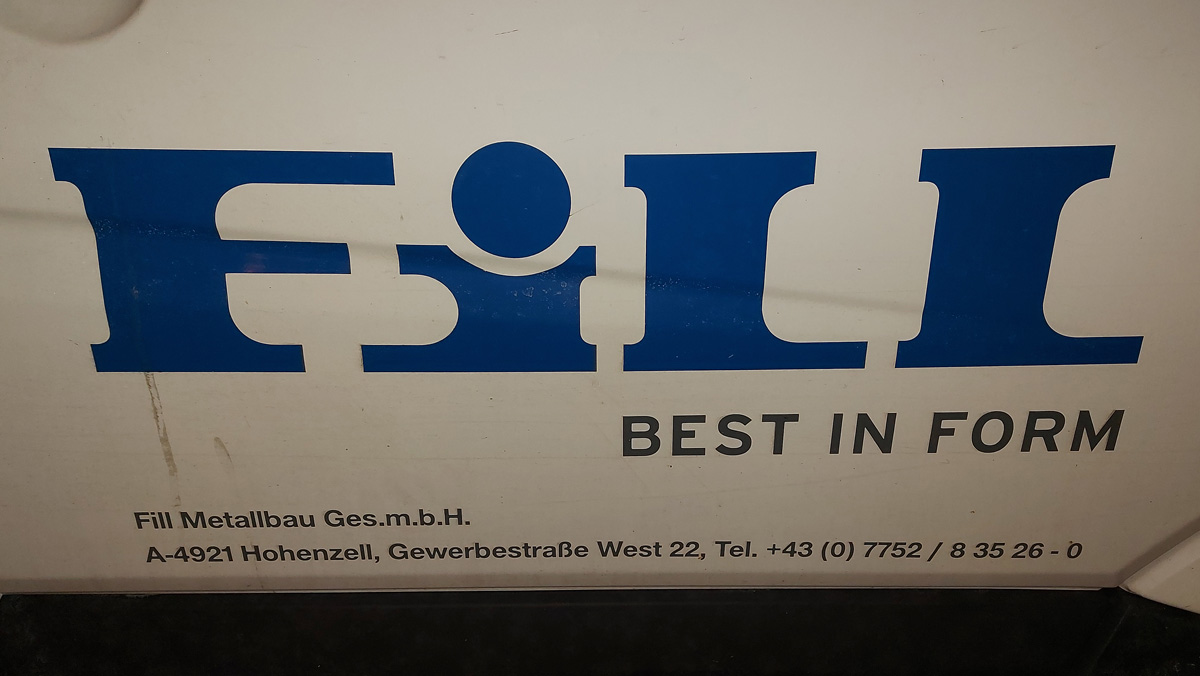 Fill
BEST IN FORM
Fill Metallbau Ges.m.b.H.
A-4921 Hohenzell, Gewerbestraße West 22, Tel. +43 (0) 7752 / 8 35 26 - 0